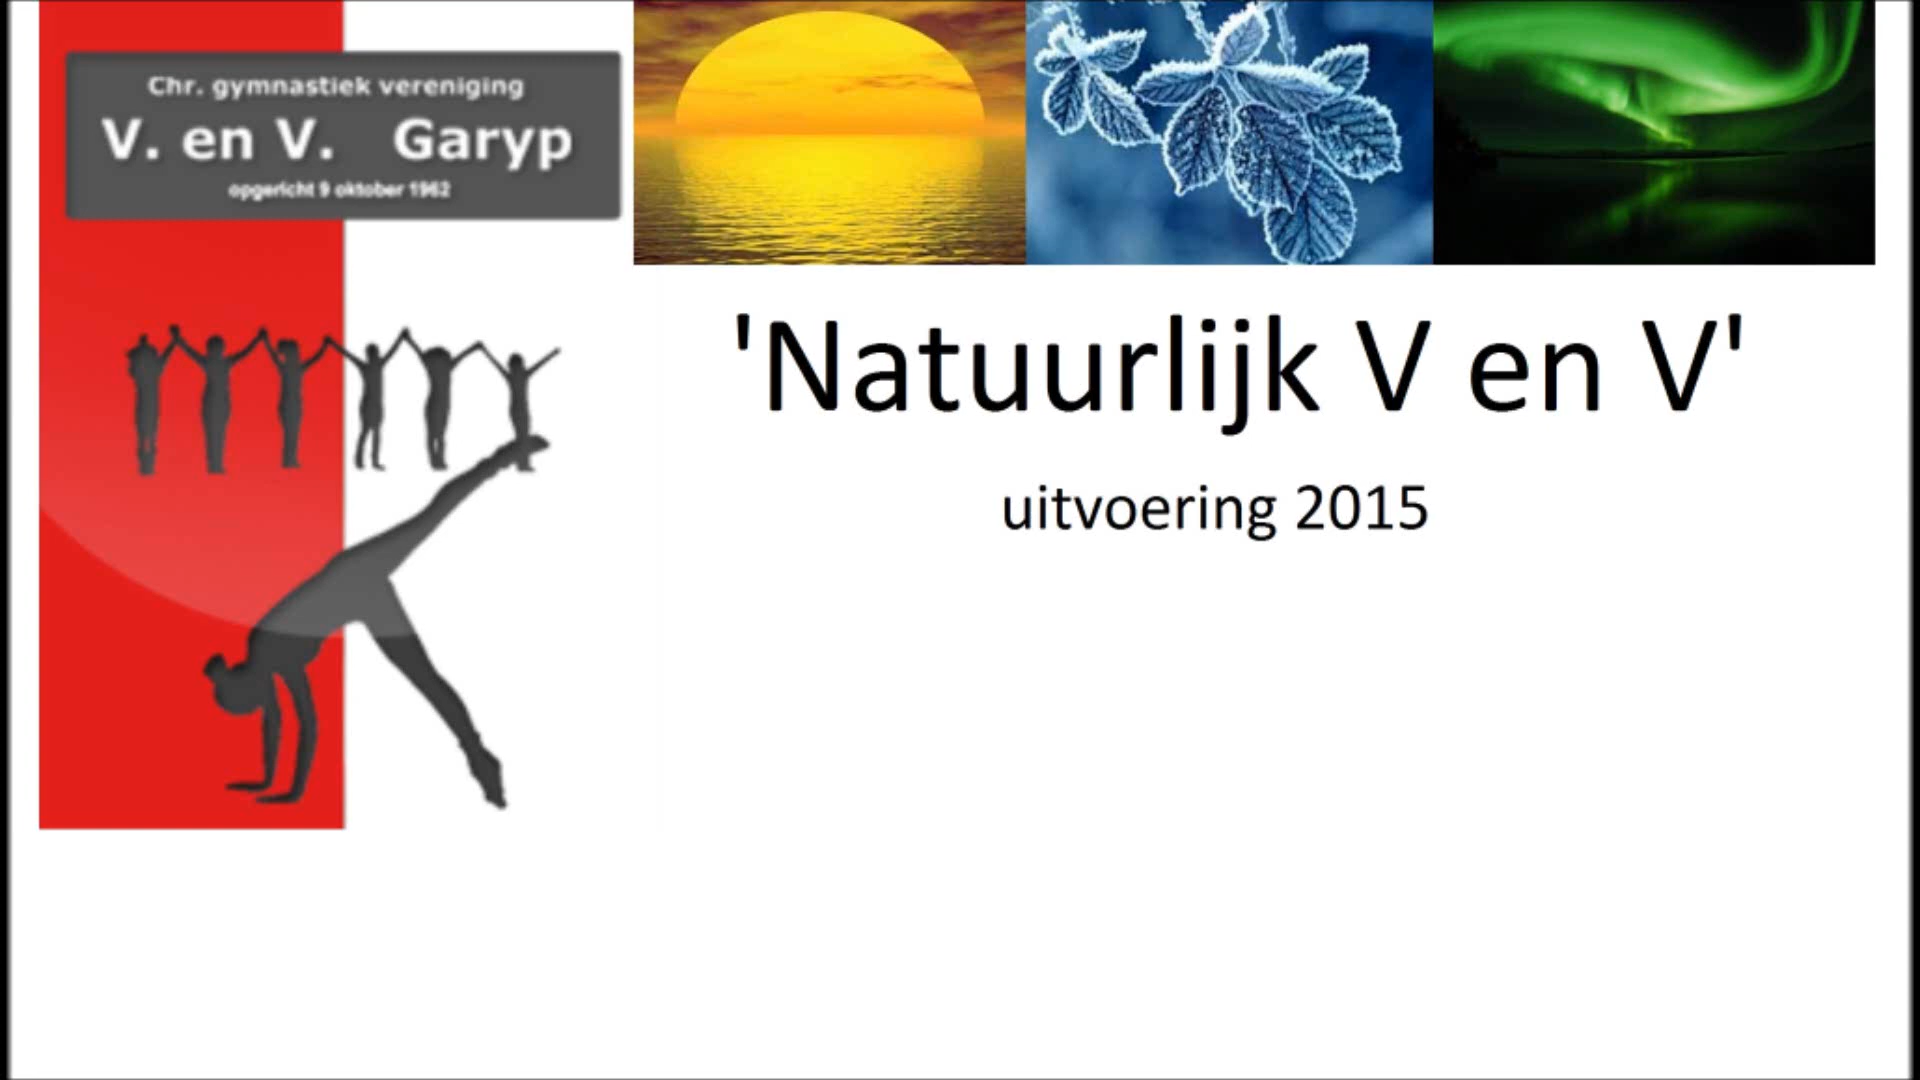 Chr. gymnastiek vereniging
V. en V. Garyp
opgericht 9 oktober 1962
'Natuurlijk V en V'
uitvoering 2015